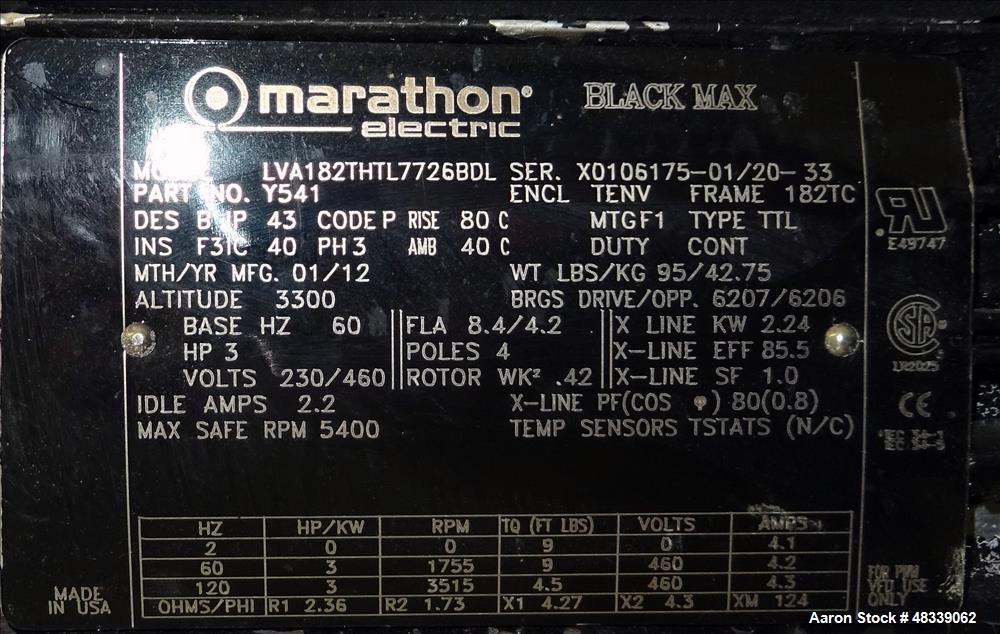 marathon®
electric
BLACK MAX
LVA182THTL7726BDL SER. X0106175-01/20-33
PART NO. Y541 ENCL TENV FRAME 182TC
DES B IP 43 CODE P RISE 80 C MTG F1 TYPE TTL
INS F3 IC 40 PH 3 AMB 40 C DUTY CONT
MTH/YR MFG. 01/12 WT LBS/KG 95/42.75
ALTITUDE 3300 BRGS DRIVE/OPP. 6207/6206
BASE HZ 60 FLA 8.4/4.2 X LINE KW 2.24
HP 3 POLES 4 X-LINE EFF 85.5
VOLTS 230/460 ROTOR WK² .42 X-LINE SF 1.0
IDLE AMPS 2.2 X-LINE PF(COS φ) 80(0.8)
MAX SAFE RPM 5400 TEMP SENSORS TSTATS (N/C)
HZ HP/KW RPM TQ (FT LBS) VOLTS AMPS
2 0 0 9 0 4.1
60 3 1755 9 460 4.2
120 3 3515 4.5 460 4.3
OHMS/PHI R1 2.36 R2 1.73 X1 4.27 X2 4.3 XM 124
MADE
IN USA
E49747
CE
FOR PWM
VFD USE
ONLY
Aaron Stock # 48339062